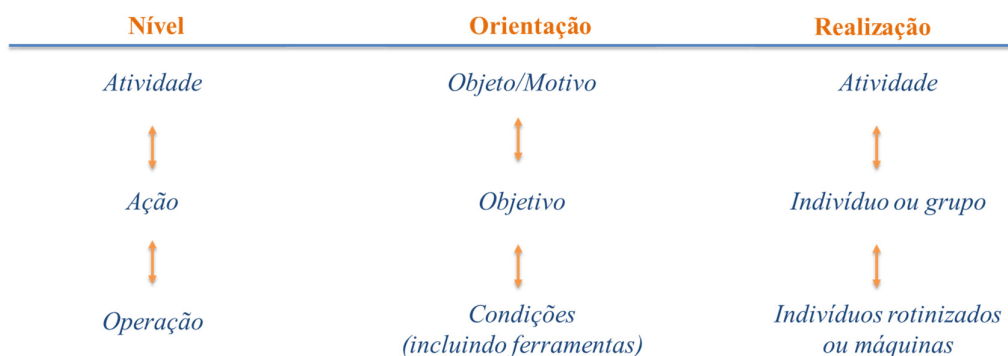 Nível Orientação Realização
Atividade Objeto/Motivo Atividade
Ação Objetivo Indivíduo ou grupo
Operação Condições Indivíduos rotinizados
(incluindo ferramentas) ou máquinas